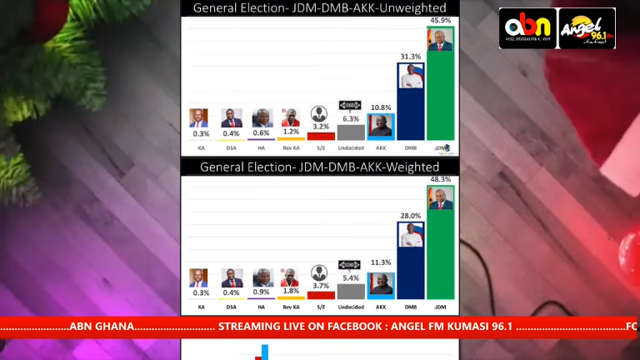 General Election- JDM-DMB-AKK-Unweighted
45.9%
31.3%
10.8%
6.3%
3.2%
1.2%
0.6%
0.4%
0.3%
KA DSA HA Rev KA S/E Undecided AKK DMB JDM
General Election- JDM-DMB-AKK-Weighted
48.3%
28.0%
11.3%
5.4%
3.7%
1.8%
0.9%
0.4%
0.3%
KA DSA HA Rev KA S/E Undecided AKK DMB JDM
abn
Angel
96.1 fm
......................ABN GHANA......................... STREAMING LIVE ON FACEBOOK : ANGEL FM KUMASI 96.1 .................................FC